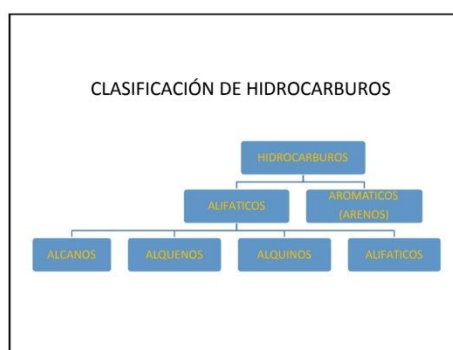 CLASIFICACIÓN DE HIDROCARBUROS
HIDROCARBUROS
ALIFATICOS
AROMATICOS
(ARENOS)
ALCANOS
ALQUENOS
ALQUINOS
ALIFATICOS